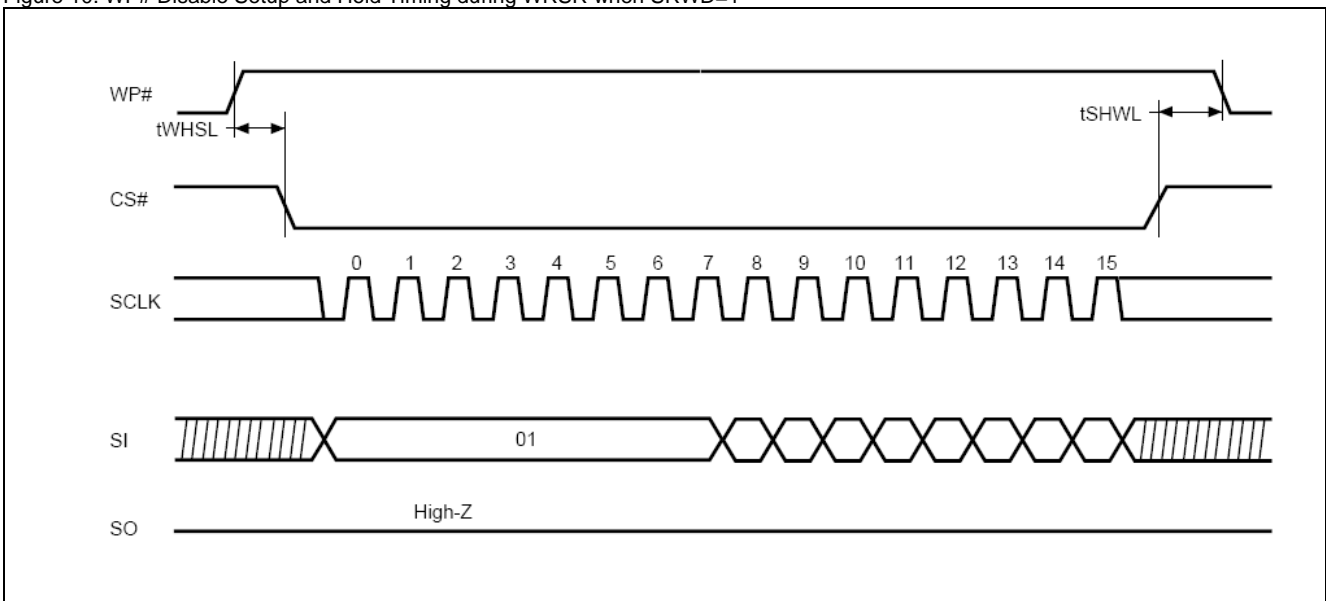 Figure WP# Disable Setup and Hold Timing during WRSR when SRWD=1
WP#
tWHSL
tSHWL
CS#
0 1 2 3 4 5 6 7 8 9 10 11 12 13 14 15
SCLK
SI
01
High-Z
SO